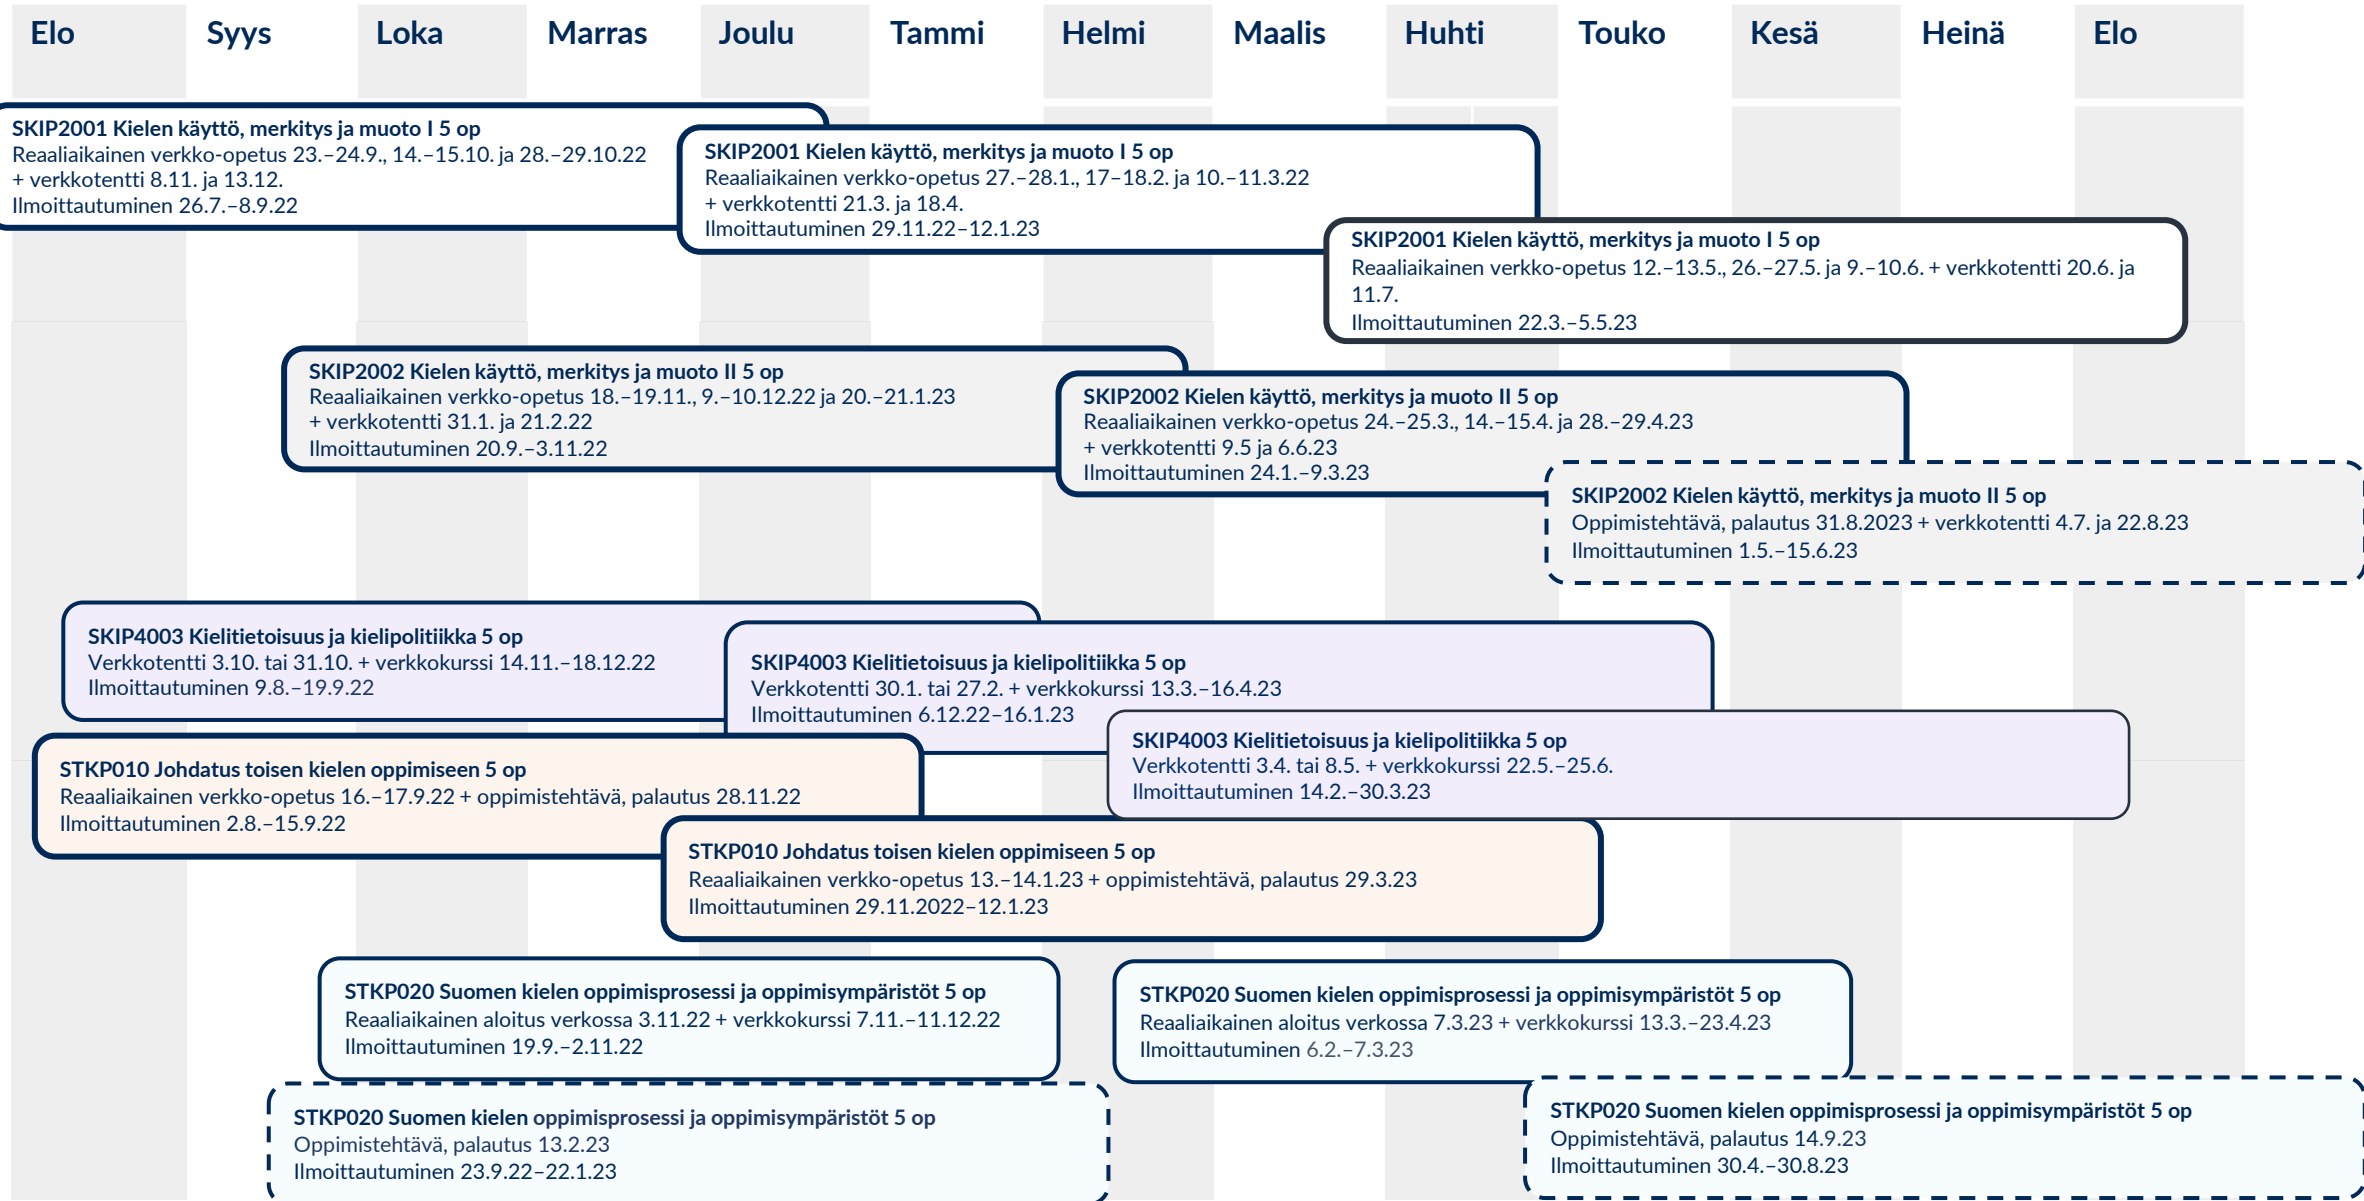 Elo Syys Loka Marras Joulu Tammi Helmi Maalis Huhti Touko Kesä Heinä Elo
SKIP2001 Kielen käyttö, merkitys ja muoto I 5 op
Reaaliaikainen verkko-opetus 23.–24.9., 14.–15.10. ja 28.–29.10.22
+ verkkotentti 8.11. ja 13.12.
Ilmoittautuminen 26.7.–8.9.22
SKIP2001 Kielen käyttö, merkitys ja muoto I 5 op
Reaaliaikainen verkko-opetus 27.–28.1., 17–18.2. ja 10.–11.3.22
+ verkkotentti 21.3. ja 18.4.
Ilmoittautuminen 29.11.22–12.1.23
SKIP2001 Kielen käyttö, merkitys ja muoto I 5 op
Reaaliaikainen verkko-opetus 12.–13.5., 26.–27.5. ja 9.–10.6. + verkkotentti 20.6. ja
11.7.
Ilmoittautuminen 22.3.–5.5.23
SKIP2002 Kielen käyttö, merkitys ja muoto II 5 op
Reaaliaikainen verkko-opetus 18.–19.11., 9.–10.12.22 ja 20.–21.1.23
+ verkkotentti 31.1. ja 21.2.22
Ilmoittautuminen 20.9.–3.11.22
SKIP2002 Kielen käyttö, merkitys ja muoto II 5 op
Reaaliaikainen verkko-opetus 24.–25.3., 14.–15.4. ja 28.–29.4.23
+ verkkotentti 9.5 ja 6.6.23
Ilmoittautuminen 24.1.–9.3.23
SKIP2002 Kielen käyttö, merkitys ja muoto II 5 op
Oppimistehtävä, palautus 31.8.2023 + verkkotentti 4.7. ja 22.8.23
Ilmoittautuminen 1.5.–15.6.23
SKIP4003 Kielitietoisuus ja kielipolitiikka 5 op
Verkkotentti 3.10. tai 31.10. + verkkokurssi 14.11.–18.12.22
Ilmoittautuminen 9.8.–19.9.22
SKIP4003 Kielitietoisuus ja kielipolitiikka 5 op
Verkkotentti 30.1. tai 27.2. + verkkokurssi 13.3.–16.4.23
Ilmoittautuminen 6.12.22–16.1.23
SKIP4003 Kielitietoisuus ja kielipolitiikka 5 op
Verkkotentti 3.4. tai 8.5. + verkkokurssi 22.5.–25.6.
Ilmoittautuminen 14.2.–30.3.23
STKP010 Johdatus toisen kielen oppimiseen 5 op
Reaaliaikainen verkko-opetus 16.–17.9.22 + oppimistehtävä, palautus 28.11.22
Ilmoittautuminen 2.8.–15.9.22
STKP010 Johdatus toisen kielen oppimiseen 5 op
Reaaliaikainen verkko-opetus 13.–14.1.23 + oppimistehtävä, palautus 29.3.23
Ilmoittautuminen 29.11.2022–12.1.23
STKP020 Suomen kielen oppimisprosessi ja oppimisympäristöt 5 op
Reaaliaikainen aloitus verkossa 3.11.22 + verkkokurssi 7.11.–11.12.22
Ilmoittautuminen 19.9.–2.11.22
STKP020 Suomen kielen oppimisprosessi ja oppimisympäristöt 5 op
Reaaliaikainen aloitus verkossa 7.3.23 + verkkokurssi 13.3.–23.4.23
Ilmoittautuminen 6.2.–7.3.23
STKP020 Suomen kielen oppimisprosessi ja oppimisympäristöt 5 op
Oppimistehtävä, palautus 13.2.23
Ilmoittautuminen 23.9.22–22.1.23
STKP020 Suomen kielen oppimisprosessi ja oppimisympäristöt 5 op
Oppimistehtävä, palautus 14.9.23
Ilmoittautuminen 30.4.–30.8.23